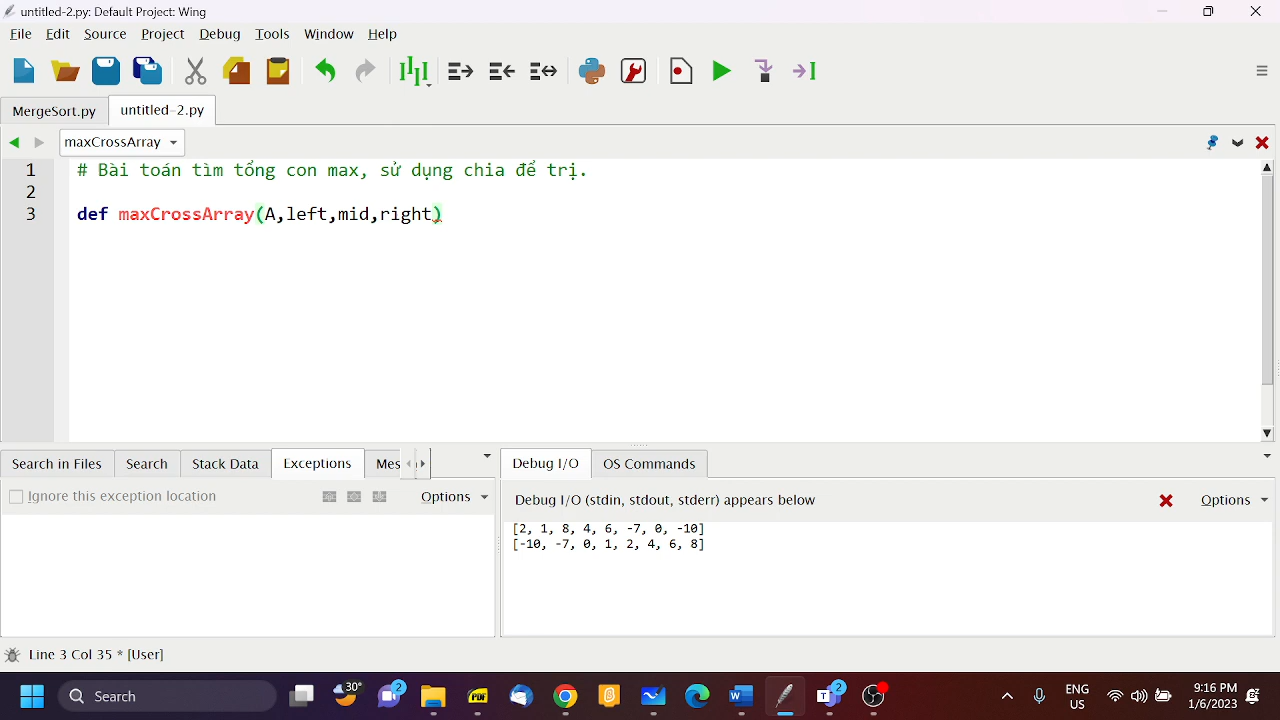 untitled-2.py: Default Project: Wing
File Edit Source Project Debug Tools Window Help
MergeSort.py untitled-2.py
maxCrossArray
1 # Bài toán tìm tổng con max, sử dụng chia để trị.
2
3 def maxCrossArray(A,left,mid,right)
Search in Files Search Stack Data Exceptions Mes
Debug I/O OS Commands
Ignore this exception location Options
Debug I/O (stdin, stdout, stderr) appears below Options
[2, 1, 8, 4, 6, -7, 0, -10]
[-10, -7, 0, 1, 2, 4, 6, 8]
Line 3 Col 35 * [User]
Search
30°
2
PDF
2
ENG
US
9:16 PM
1/6/2023